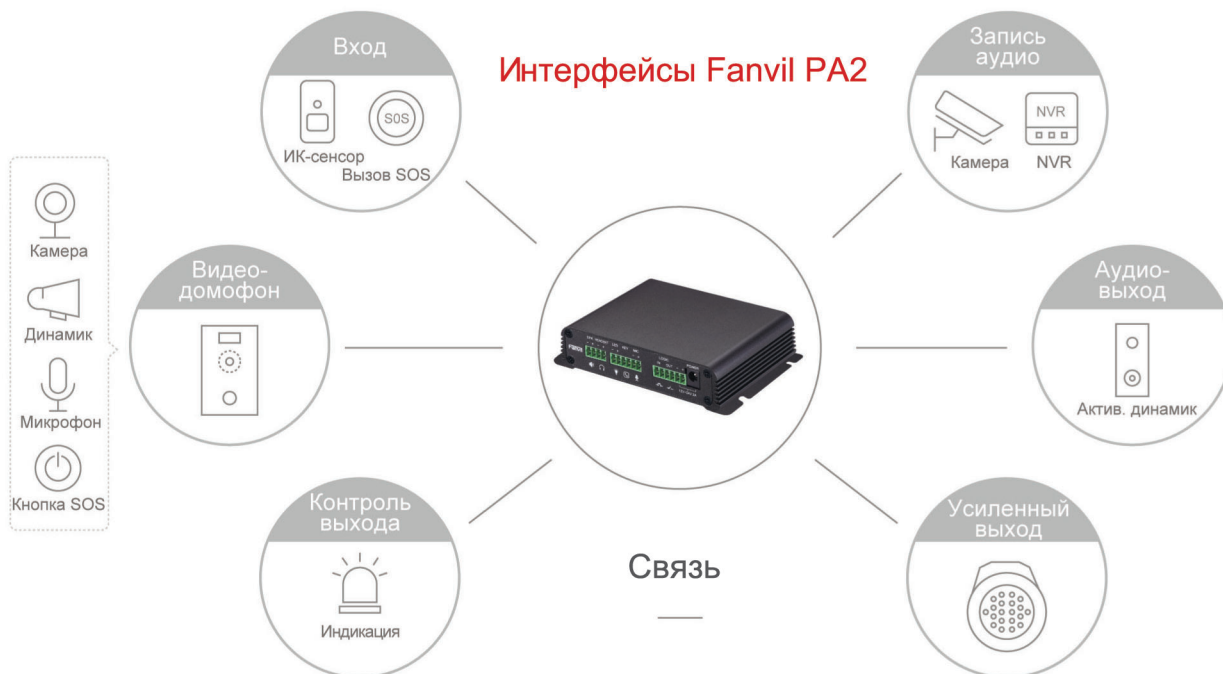 Интерфейсы Fanvil PA2
Вход
SOS
ИК-сенсор
Вызов SOS
Запись
аудио
NVR
Камера
NVR
Камера
Динамик
Микрофон
Кнопка SOS
Видео-
домофон
Аудио-
выход
Актив. динамик
Контроль
выхода
Индикация
Усиленный
выход
Связь